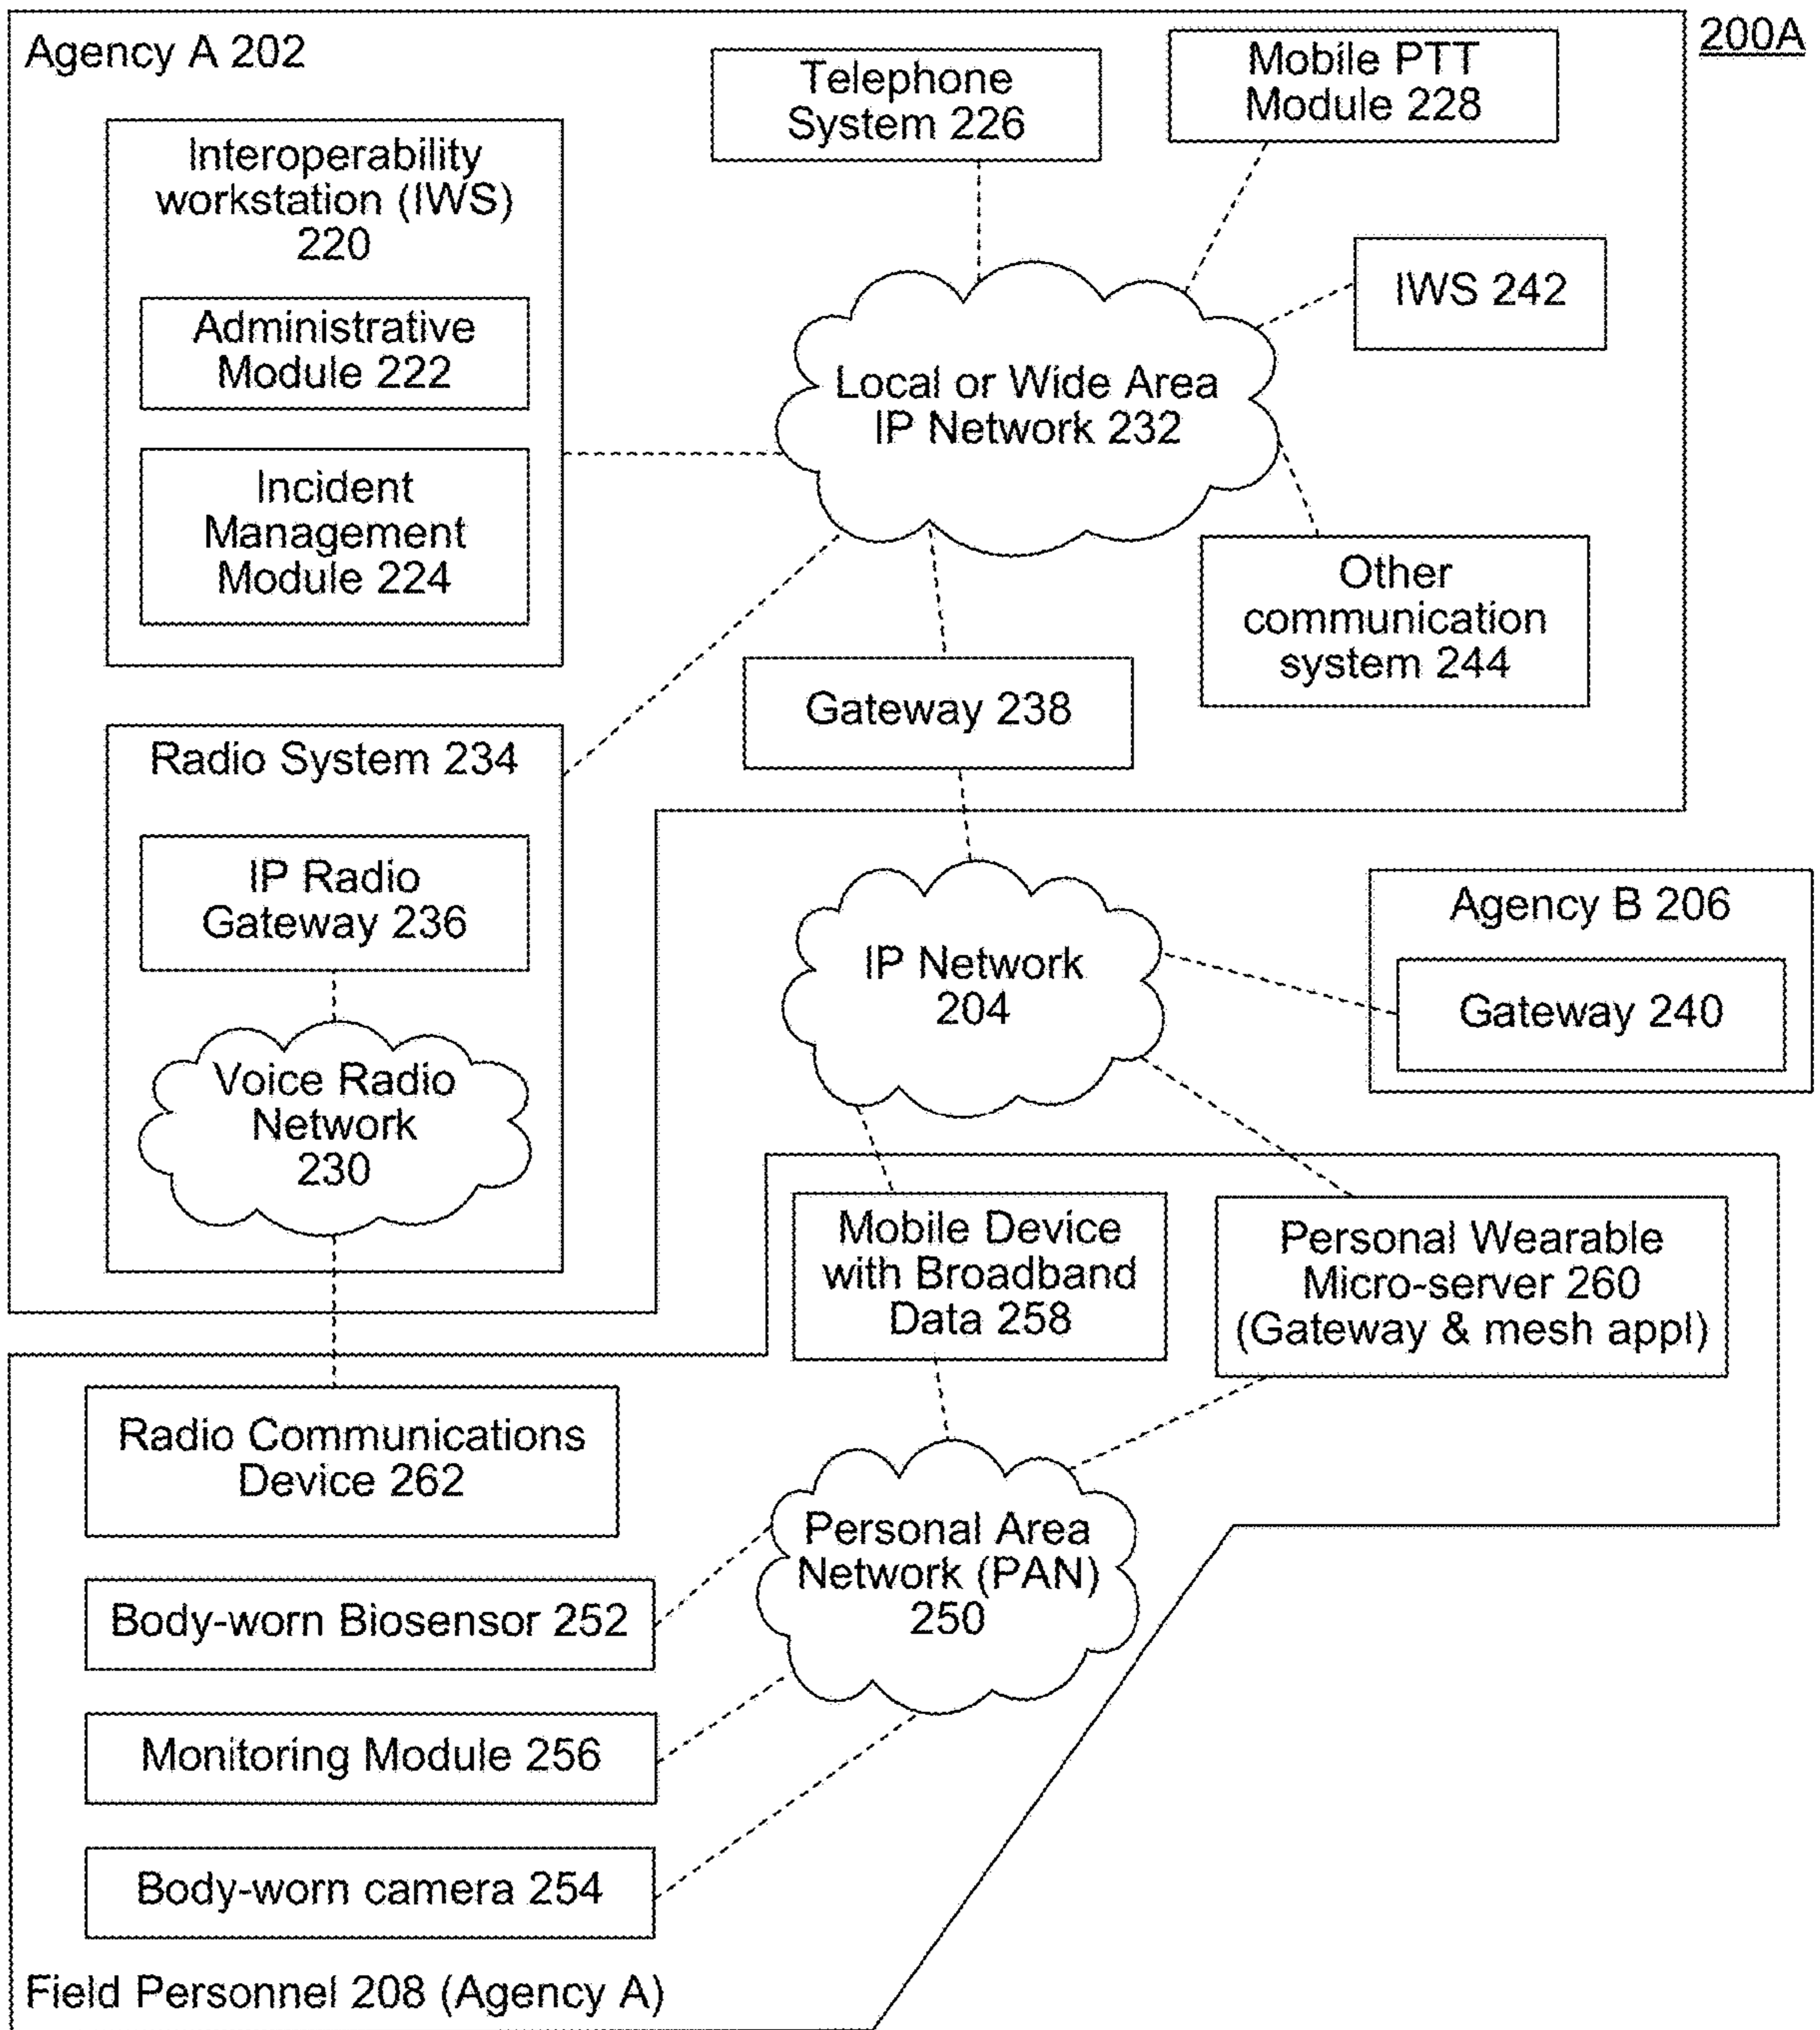 200A
Agency A 202
Telephone
System 226
Mobile PTT
Module 228
Interoperability
workstation (IWS)
220
Administrative
Module 222
Incident
Management
Module 224
IWS 242
Local or Wide Area
IP Network 232
Other
communication
system 244
Gateway 238
Radio System 234
IP Radio
Gateway 236
Voice Radio
Network
230
IP Network
204
Agency B 206
Gateway 240
Mobile Device
with Broadband
Data 258
Personal Wearable
Micro-server 260
(Gateway & mesh appl)
Radio Communications
Device 262
Personal Area
Network (PAN)
250
Body-worn Biosensor 252
Monitoring Module 256
Body-worn camera 254
Field Personnel 208 (Agency A)